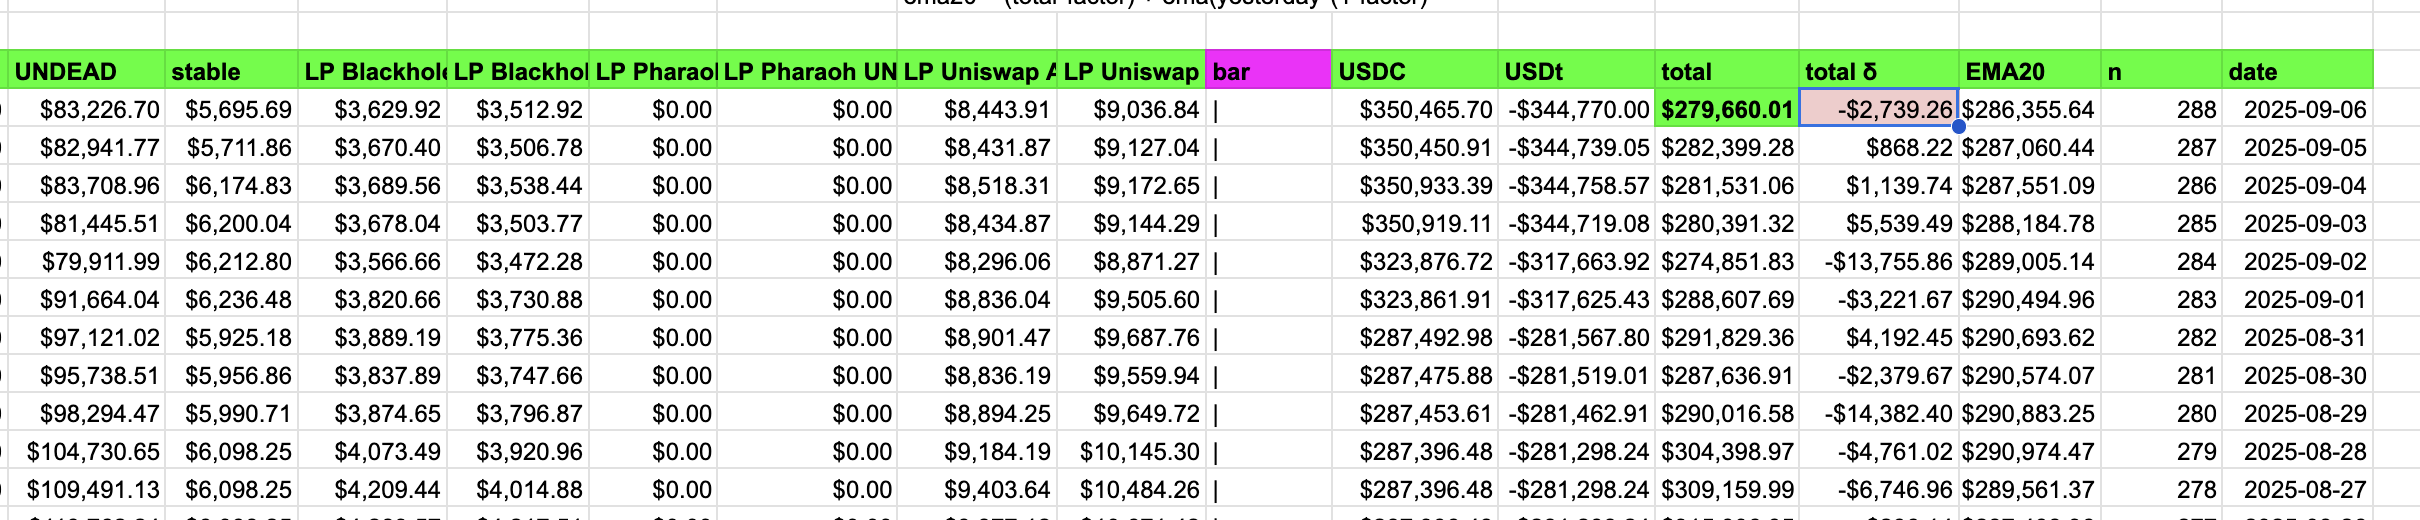 UNDEAD stable LP Blackhole LP Blackhol LP Pharaol LP Pharaoh UN LP Uniswap A LP Uniswap bar USDC USDt total total δ EMA20 n date
$83,226.70 $5,695.69 $3,629.92 $3,512.92 $0.00 $0.00 $8,443.91 $9,036.84 | $350,465.70 -$344,770.00 $279,660.01 -$2,739.26 $286,355.64 288 2025-09-06
$82,941.77 $5,711.86 $3,670.40 $3,506.78 $0.00 $0.00 $8,431.87 $9,127.04 | $350,450.91 -$344,739.05 $282,399.28 $868.22 $287,060.44 287 2025-09-05
$83,708.96 $6,174.83 $3,689.56 $3,538.44 $0.00 $0.00 $8,518.31 $9,172.65 | $350,933.39 -$344,758.57 $281,531.06 $1,139.74 $287,551.09 286 2025-09-04
$81,445.51 $6,200.04 $3,678.04 $3,503.77 $0.00 $0.00 $8,434.87 $9,144.29 | $350,919.11 -$344,719.08 $280,391.32 $5,539.49 $288,184.78 285 2025-09-03
$79,911.99 $6,212.80 $3,566.66 $3,472.28 $0.00 $0.00 $8,296.06 $8,871.27 | $323,876.72 -$317,663.92 $274,851.83 -$13,755.86 $289,005.14 284 2025-09-02
$91,664.04 $6,236.48 $3,820.66 $3,730.88 $0.00 $0.00 $8,836.04 $9,505.60 | $323,861.91 -$317,625.43 $288,607.69 -$3,221.67 $290,494.96 283 2025-09-01
$97,121.02 $5,925.18 $3,889.19 $3,775.36 $0.00 $0.00 $8,901.47 $9,687.76 | $287,492.98 -$281,567.80 $291,829.36 $4,192.45 $290,693.62 282 2025-08-31
$95,738.51 $5,956.86 $3,837.89 $3,747.66 $0.00 $0.00 $8,836.19 $9,559.94 | $287,475.88 -$281,519.01 $287,636.91 -$2,379.67 $290,574.07 281 2025-08-30
$98,294.47 $5,990.71 $3,874.65 $3,796.87 $0.00 $0.00 $8,894.25 $9,649.72 | $287,453.61 -$281,462.91 $290,016.58 -$14,382.40 $290,883.25 280 2025-08-29
$104,730.65 $6,098.25 $4,073.49 $3,920.96 $0.00 $0.00 $9,184.19 $10,145.30 | $287,396.48 -$281,298.24 $304,398.97 -$4,761.02 $290,974.47 279 2025-08-28
$109,491.13 $6,098.25 $4,209.44 $4,014.88 $0.00 $0.00 $9,403.64 $10,484.26 | $287,396.48 -$281,298.24 $309,159.99 -$6,746.96 $289,561.37 278 2025-08-27